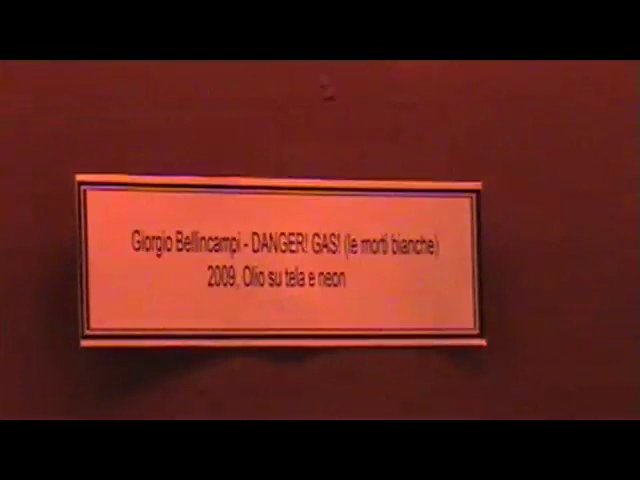 Giorgio Bellincampi - DANGER! GAS! (le morti bianche)
2009, Olio su tela e neon